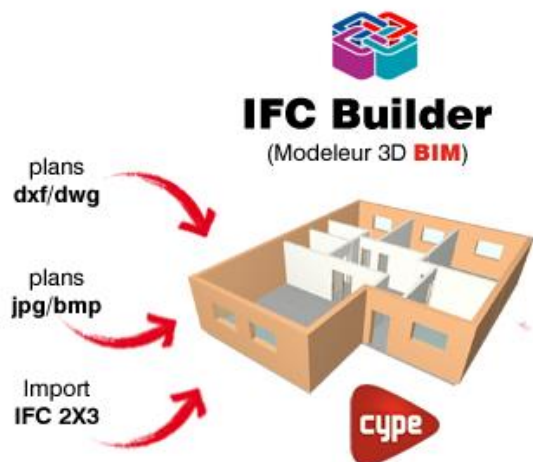 IFC Builder
(Modeleur 3D BIM)
plans
dxf/dwg
plans
jpg/bmp
Import
IFC 2X3
cype